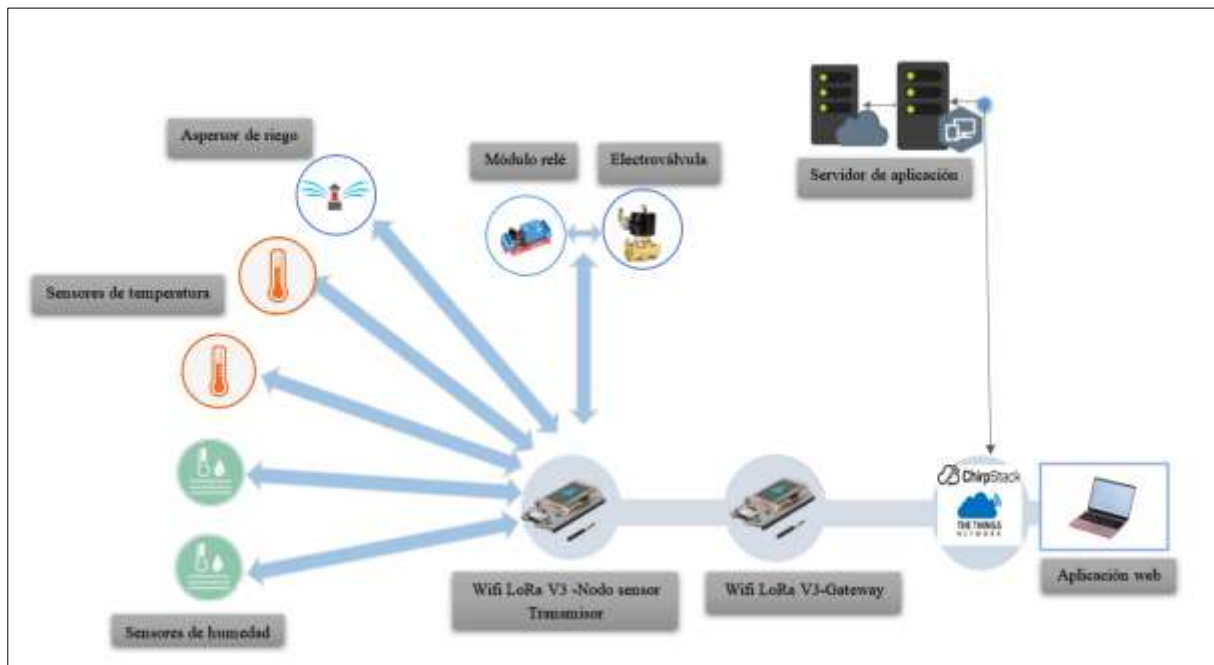 Aspersor de riego
Módulo relé
Electroválvula
Servidor de aplicación
Sensores de temperatura
ChirpStack
THE THINGS
NETWORK
Wifi LoRa V3 -Nodo sensor
Transmisor
Wifi LoRa V3-Gateway
Aplicación web
Sensores de humedad